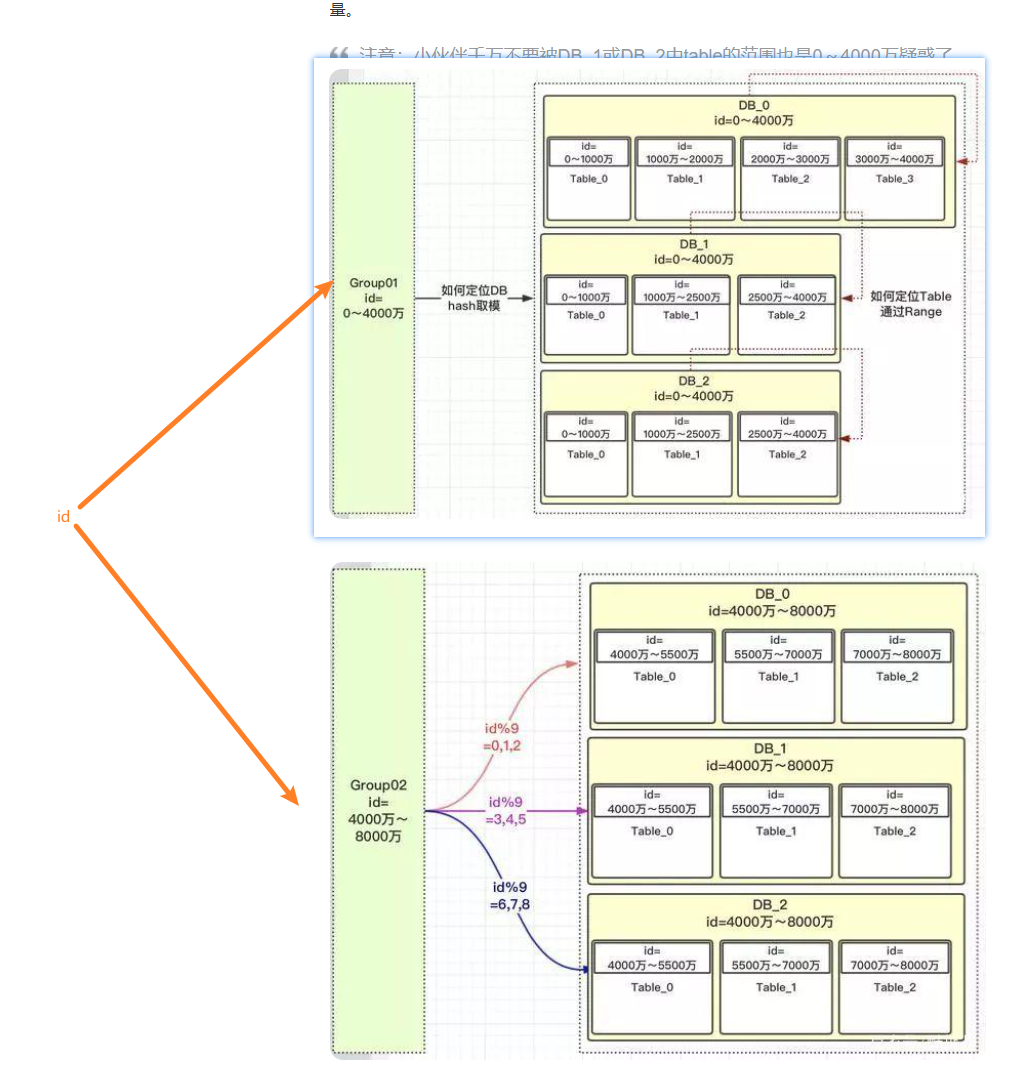 量。
注意：小伙伴千万不要被DB_1或DB_2中table的范围也是0～4000万疑惑了
DB_0
id=0～4000万
id=
0～1000万
Table_0
id=
1000万～2000万
Table_1
id=
2000万～3000万
Table_2
id=
3000万～4000万
Table_3
Group01
id=
0～4000万
如何定位DB
hash取模
DB_1
id=0～4000万
id=
0～1000万
Table_0
id=
1000万～2500万
Table_1
id=
2500万～4000万
Table_2
如何定位Table
通过Range
DB_2
id=0～4000万
id=
0～1000万
Table_0
id=
1000万～2500万
Table_1
id=
2500万～4000万
Table_2
id
Group02
id=
4000万～
8000万
id%9
=0,1,2
id%9
=3,4,5
id%9
=6,7,8
DB_0
id=4000万～8000万
id=
4000万～5500万
Table_0
id=
5500万～7000万
Table_1
id=
7000万～8000万
Table_2
DB_1
id=4000万～8000万
id=
4000万～5500万
Table_0
id=
5500万～7000万
Table_1
id=
7000万～8000万
Table_2
DB_2
id=4000万～8000万
id=
4000万～5500万
Table_0
id=
5500万～7000万
Table_1
id=
7000万～8000万
Table_2